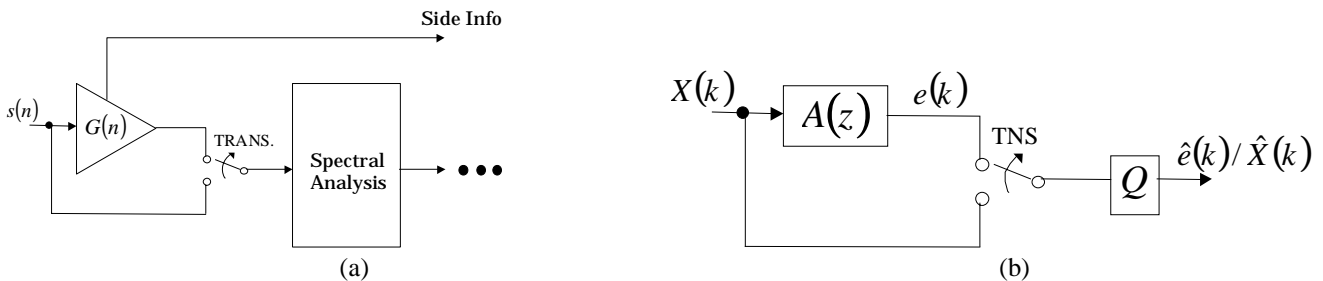 Side Info
s(n)
G(n)
TRANS.
Spectral
Analysis
(a)
X(k)
A(z)
e(k)
TNS
Q
ê(k)/X̂(k)
(b)